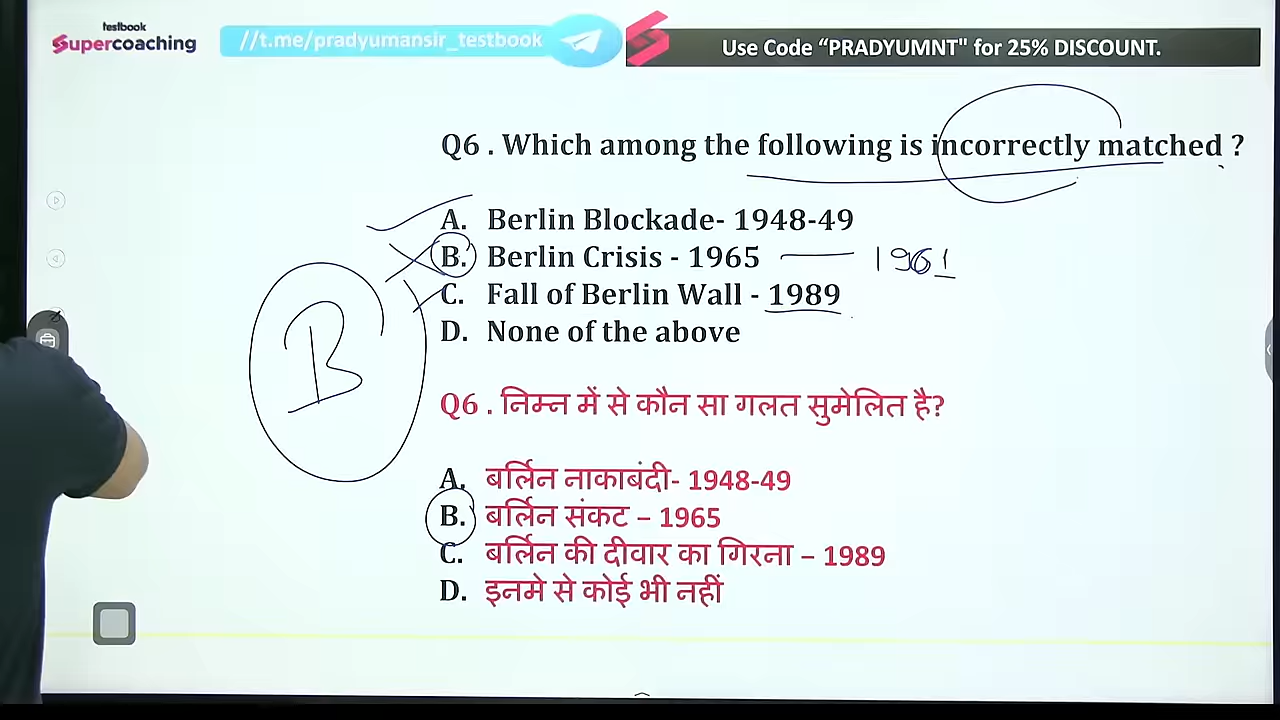 testbook
Supercoaching
//t.me/pradyumansir_testbook
Use Code “PRADYUMNT" for 25% DISCOUNT.
Q6 . Which among the following is incorrectly matched ?
A. Berlin Blockade- 1948-49
B. Berlin Crisis - 1965 — 1961
C. Fall of Berlin Wall - 1989
D. None of the above
B
Q6 . निम्न में से कौन सा गलत सुमेलित है?
A. बर्लिन नाकाबंदी- 1948-49
B. बर्लिन संकट – 1965
C. बर्लिन की दीवार का गिरना – 1989
D. इनमे से कोई भी नहीं